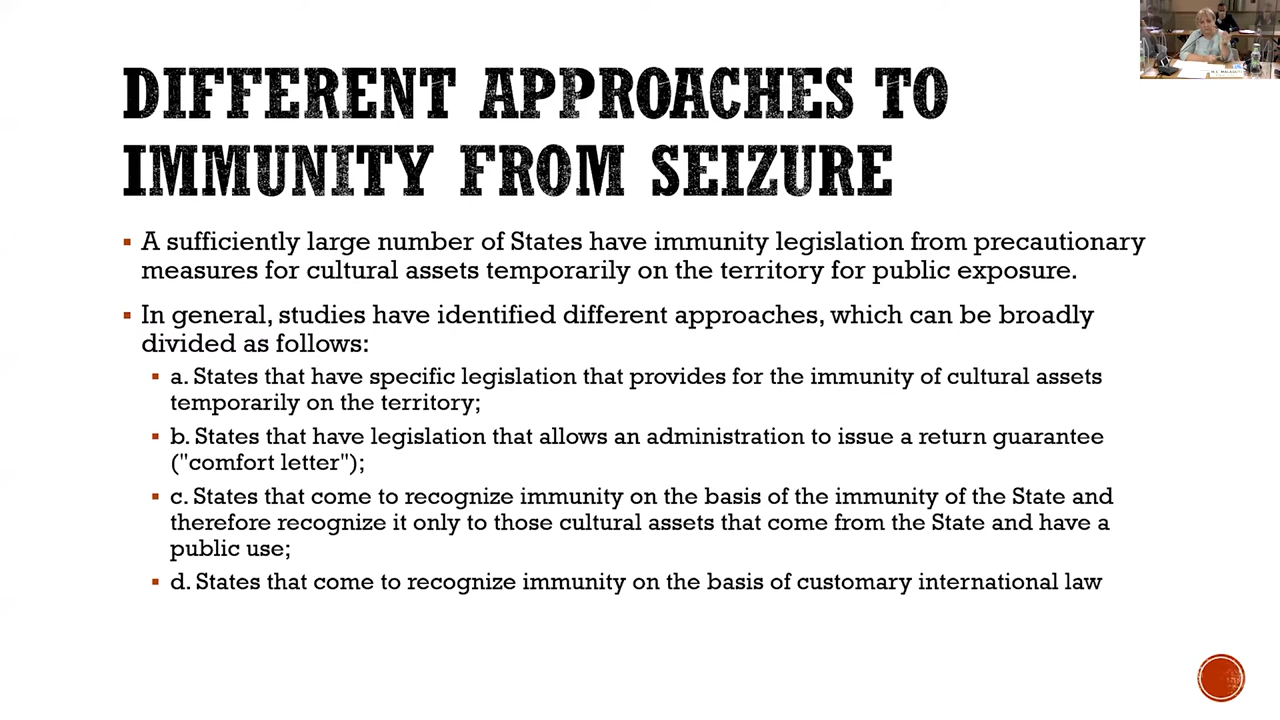 DIFFERENT APPROACHES TO
IMMUNITY FROM SEIZURE
A sufficiently large number of States have immunity legislation from precautionary
measures for cultural assets temporarily on the territory for public exposure.
In general, studies have identified different approaches, which can be broadly
divided as follows:
a. States that have specific legislation that provides for the immunity of cultural assets
temporarily on the territory;
b. States that have legislation that allows an administration to issue a return guarantee
("comfort letter");
c. States that come to recognize immunity on the basis of the immunity of the State and
therefore recognize it only to those cultural assets that come from the State and have a
public use;
d. States that come to recognize immunity on the basis of customary international law